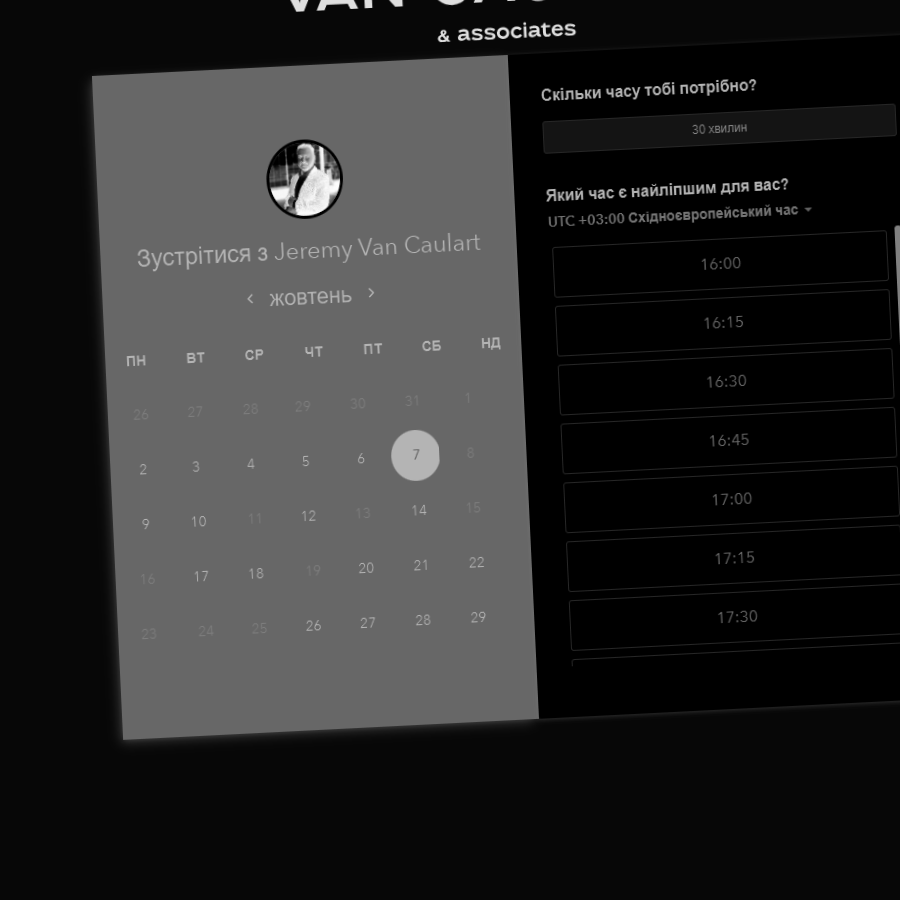 & associates
Зустрітися з Jeremy Van Caulart
‹ жовтень ›
ПН ВТ СР ЧТ ПТ СБ НД
26 27 28 29 30 31 1
2 3 4 5 6 7 8
9 10 11 12 13 14 15
16 17 18 19 20 21 22
23 24 25 26 27 28 29
Скільки часу тобі потрібно?
30 хвилин
Який час є найліпшим для вас?
UTC +03:00 Східноєвропейський час
16:00
16:15
16:30
16:45
17:00
17:15
17:30